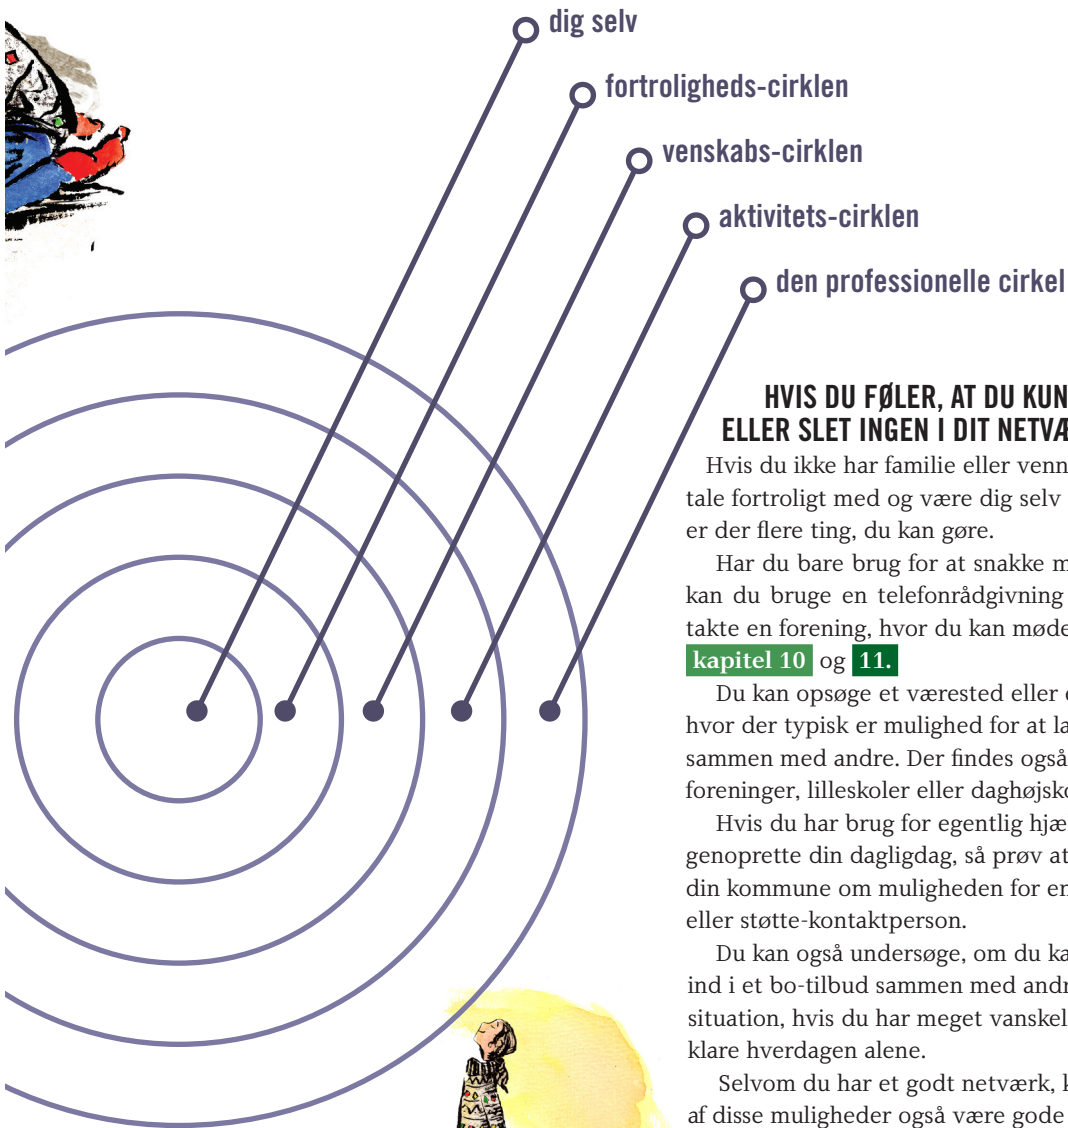 dig selv
fortroligheds-cirklen
venskabs-cirklen
aktivitets-cirklen
den professionelle cirkel
HVIS DU FØLER, AT DU KUN
ELLER SLET INGEN I DIT NETVÆ
Hvis du ikke har familie eller venn
tale fortroligt med og være dig selv
er der flere ting, du kan gøre.
Har du bare brug for at snakke m
kan du bruge en telefonrådgivning
takte en forening, hvor du kan møde
kapitel 10 og 11.
Du kan opsøge et værested eller
hvor der typisk er mulighed for at la
sammen med andre. Der findes også
foreninger, lilleskoler eller daghøjsko
Hvis du har brug for egentlig hjæ
genoprette din dagligdag, så prøv at
din kommune om muligheden for en
eller støtte-kontaktperson.
Du kan også undersøge, om du ka
ind i et bo-tilbud sammen med andr
situation, hvis du har meget vanskel
klare hverdagen alene.
Selvom du har et godt netværk, k
af disse muligheder også være gode